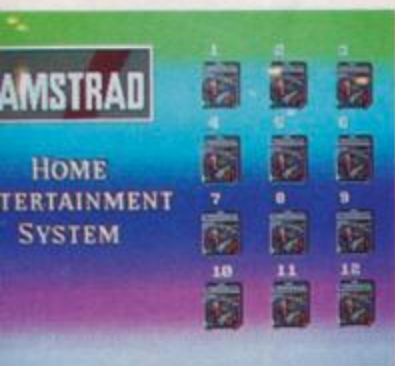 AMSTRAD
HOME
TERTAINMENT
SYSTEM
1 2 3
4 5 6
7 8 9
10 11 12